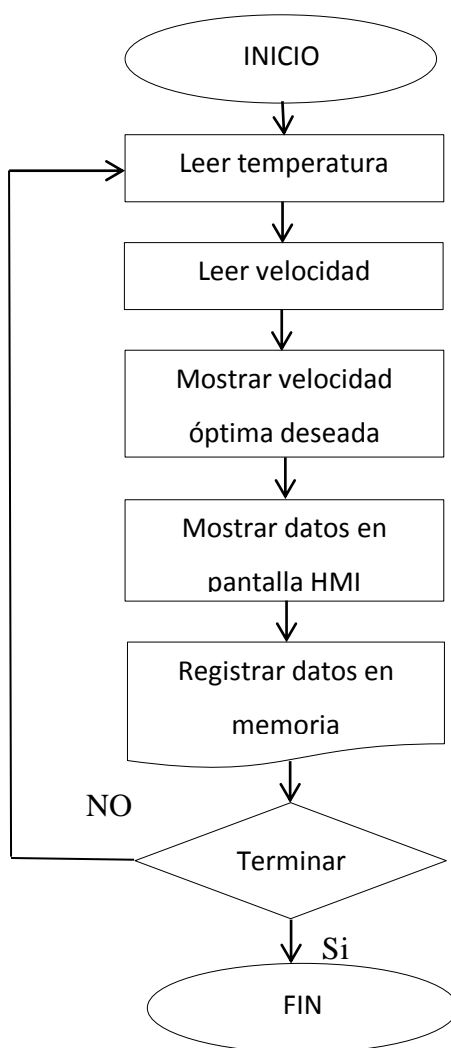 INICIO
Leer temperatura
Leer velocidad
Mostrar velocidad
óptima deseada
Mostrar datos en
pantalla HMI
Registrar datos en
memoria
NO
Terminar
Si
FIN